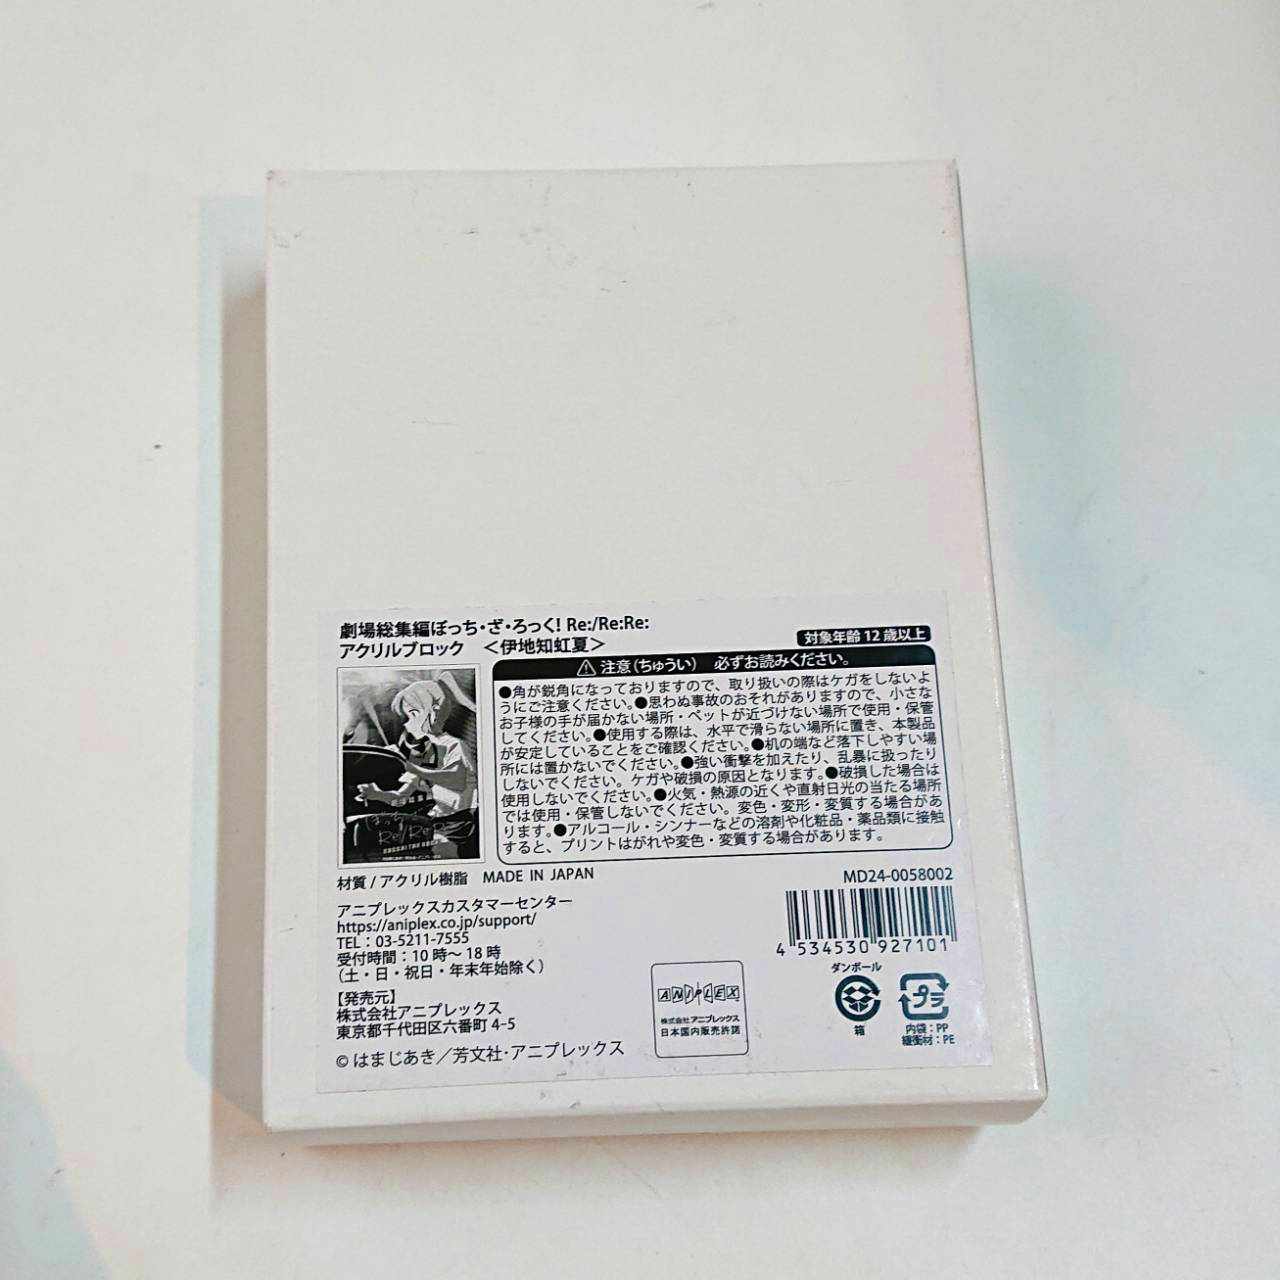 劇場総集編ぼっち・ざ・ろっく! Re:/Re:Re:
アクリルブロック ＜伊地知虹夏＞
対象年齢12歳以上
⚠ 注意(ちゅうい) 必ずお読みください。
●角が鋭角になっておりますので、取り扱いの際はケガをしないよ
うにご注意ください。●思わぬ事故のおそれがありますので、小さな
お子様の手が届かない場所・ペットが近づけない場所で使用・保管
してください。●使用する際は、水平で滑らない場所に置き、本製品
が安定していることをご確認ください。●机の端など落下しやすい場
所には置かないでください。●強い衝撃を加えたり、乱暴に扱ったり
しないでください。ケガや破損の原因となります。●破損した場合は
使用しないでください。●火気・熱源の近くや直射日光の当たる場所
では使用・保管しないでください。変色・変形・変質する場合があ
ります。●アルコール・シンナーなどの溶剤や化粧品・薬品類に接触
すると、プリントはがれや変色・変質する場合があります。
材質/アクリル樹脂 MADE IN JAPAN
MD24-0058002
アニプレックスカスタマーセンター
https://aniplex.co.jp/support/
TEL：03-5211-7555
受付時間：10時～18時
(土・日・祝日・年末年始除く)
4 534530 927101
【発売元】
株式会社アニプレックス
東京都千代田区六番町4-5
©はまじあき／芳文社・アニプレックス
ANIPLEX
株式会社アニプレックス
日本国内販売許諾
ダンボール
箱
プラ
内袋：PP
緩衝材：PE